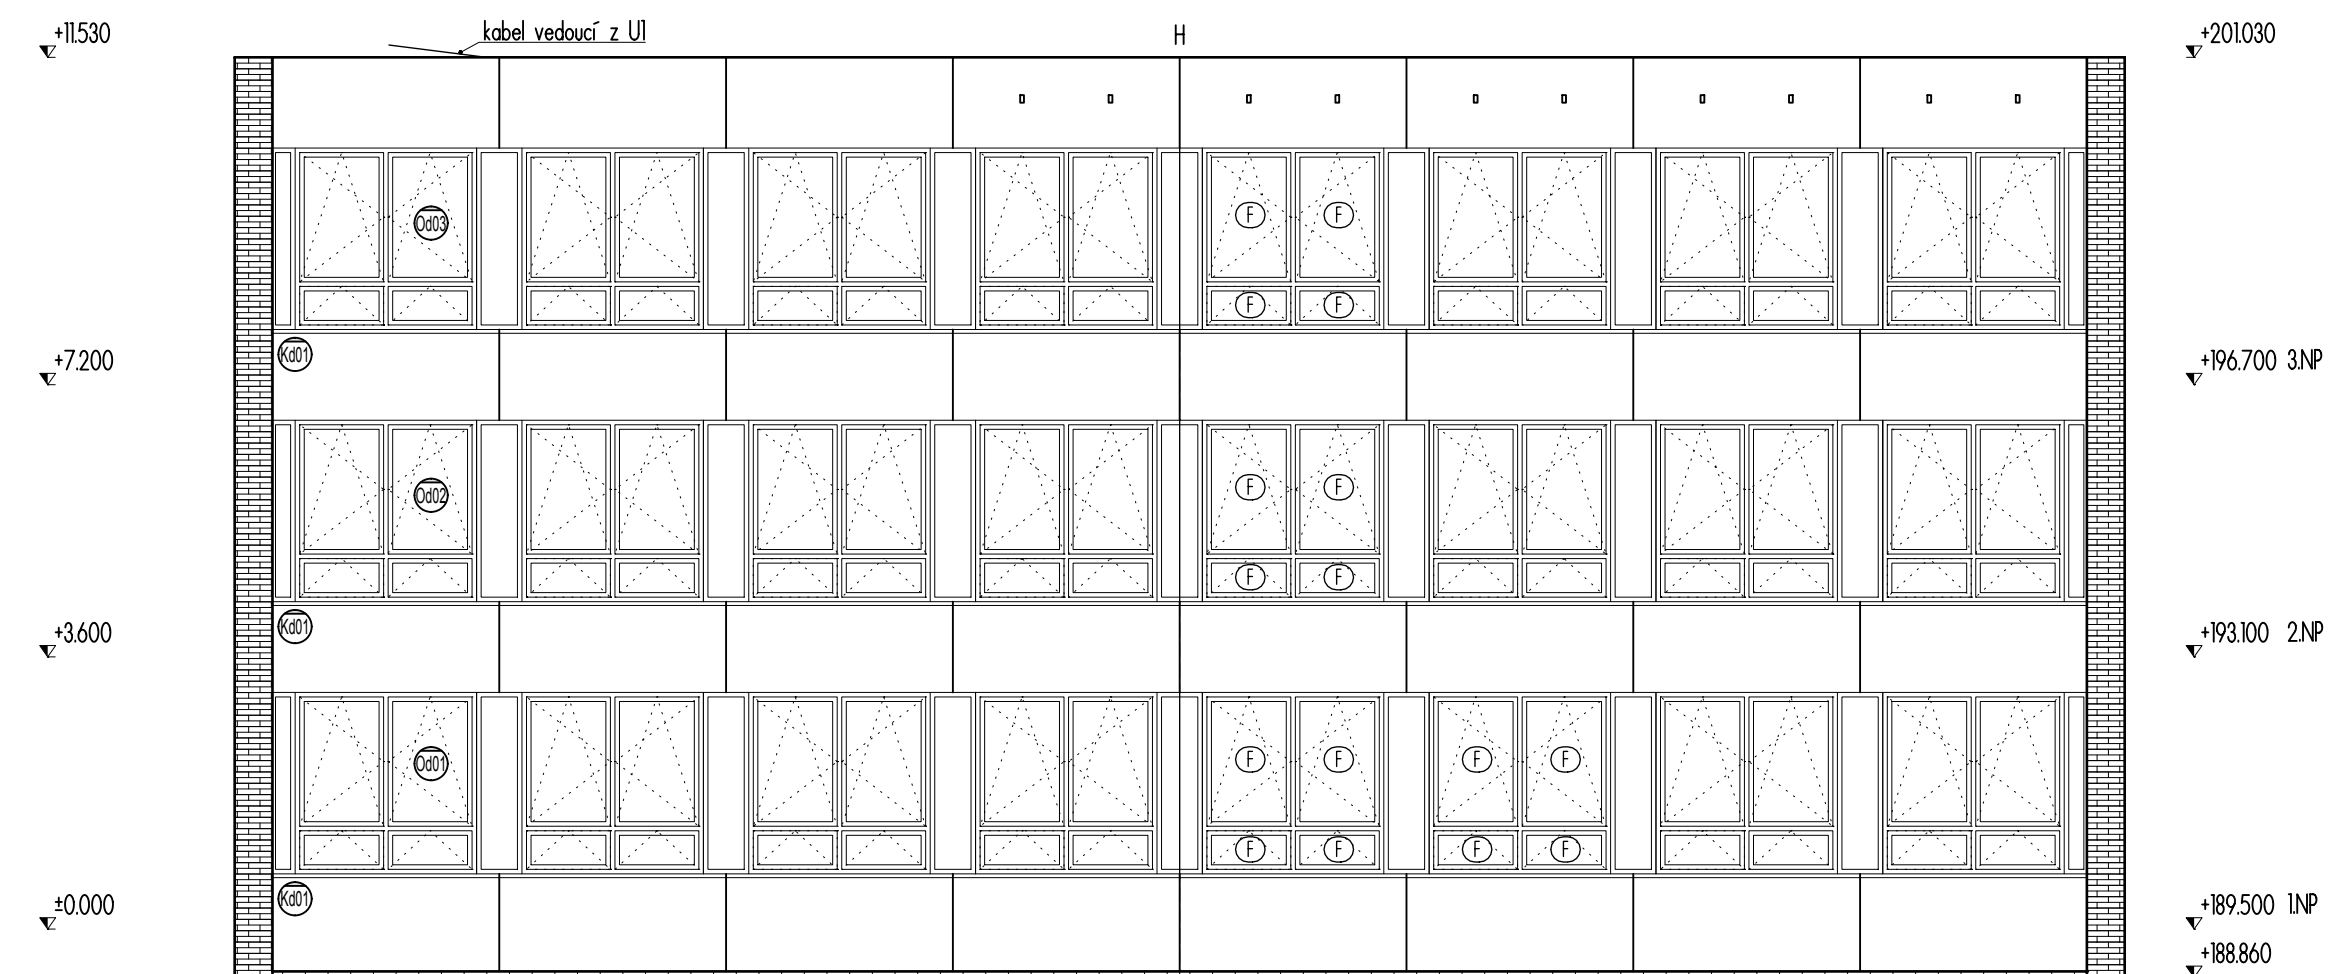 +11.530
kabel vedoucí z U1
H
+201.030
Od03
F F
F F
Kd01
+7.200
+196.700 3.NP
Od02
F F
F F
Kd01
+3.600
+193.100 2.NP
Od01
F F F F
F F F F
Kd01
±0.000
+189.500 1.NP
+188.860